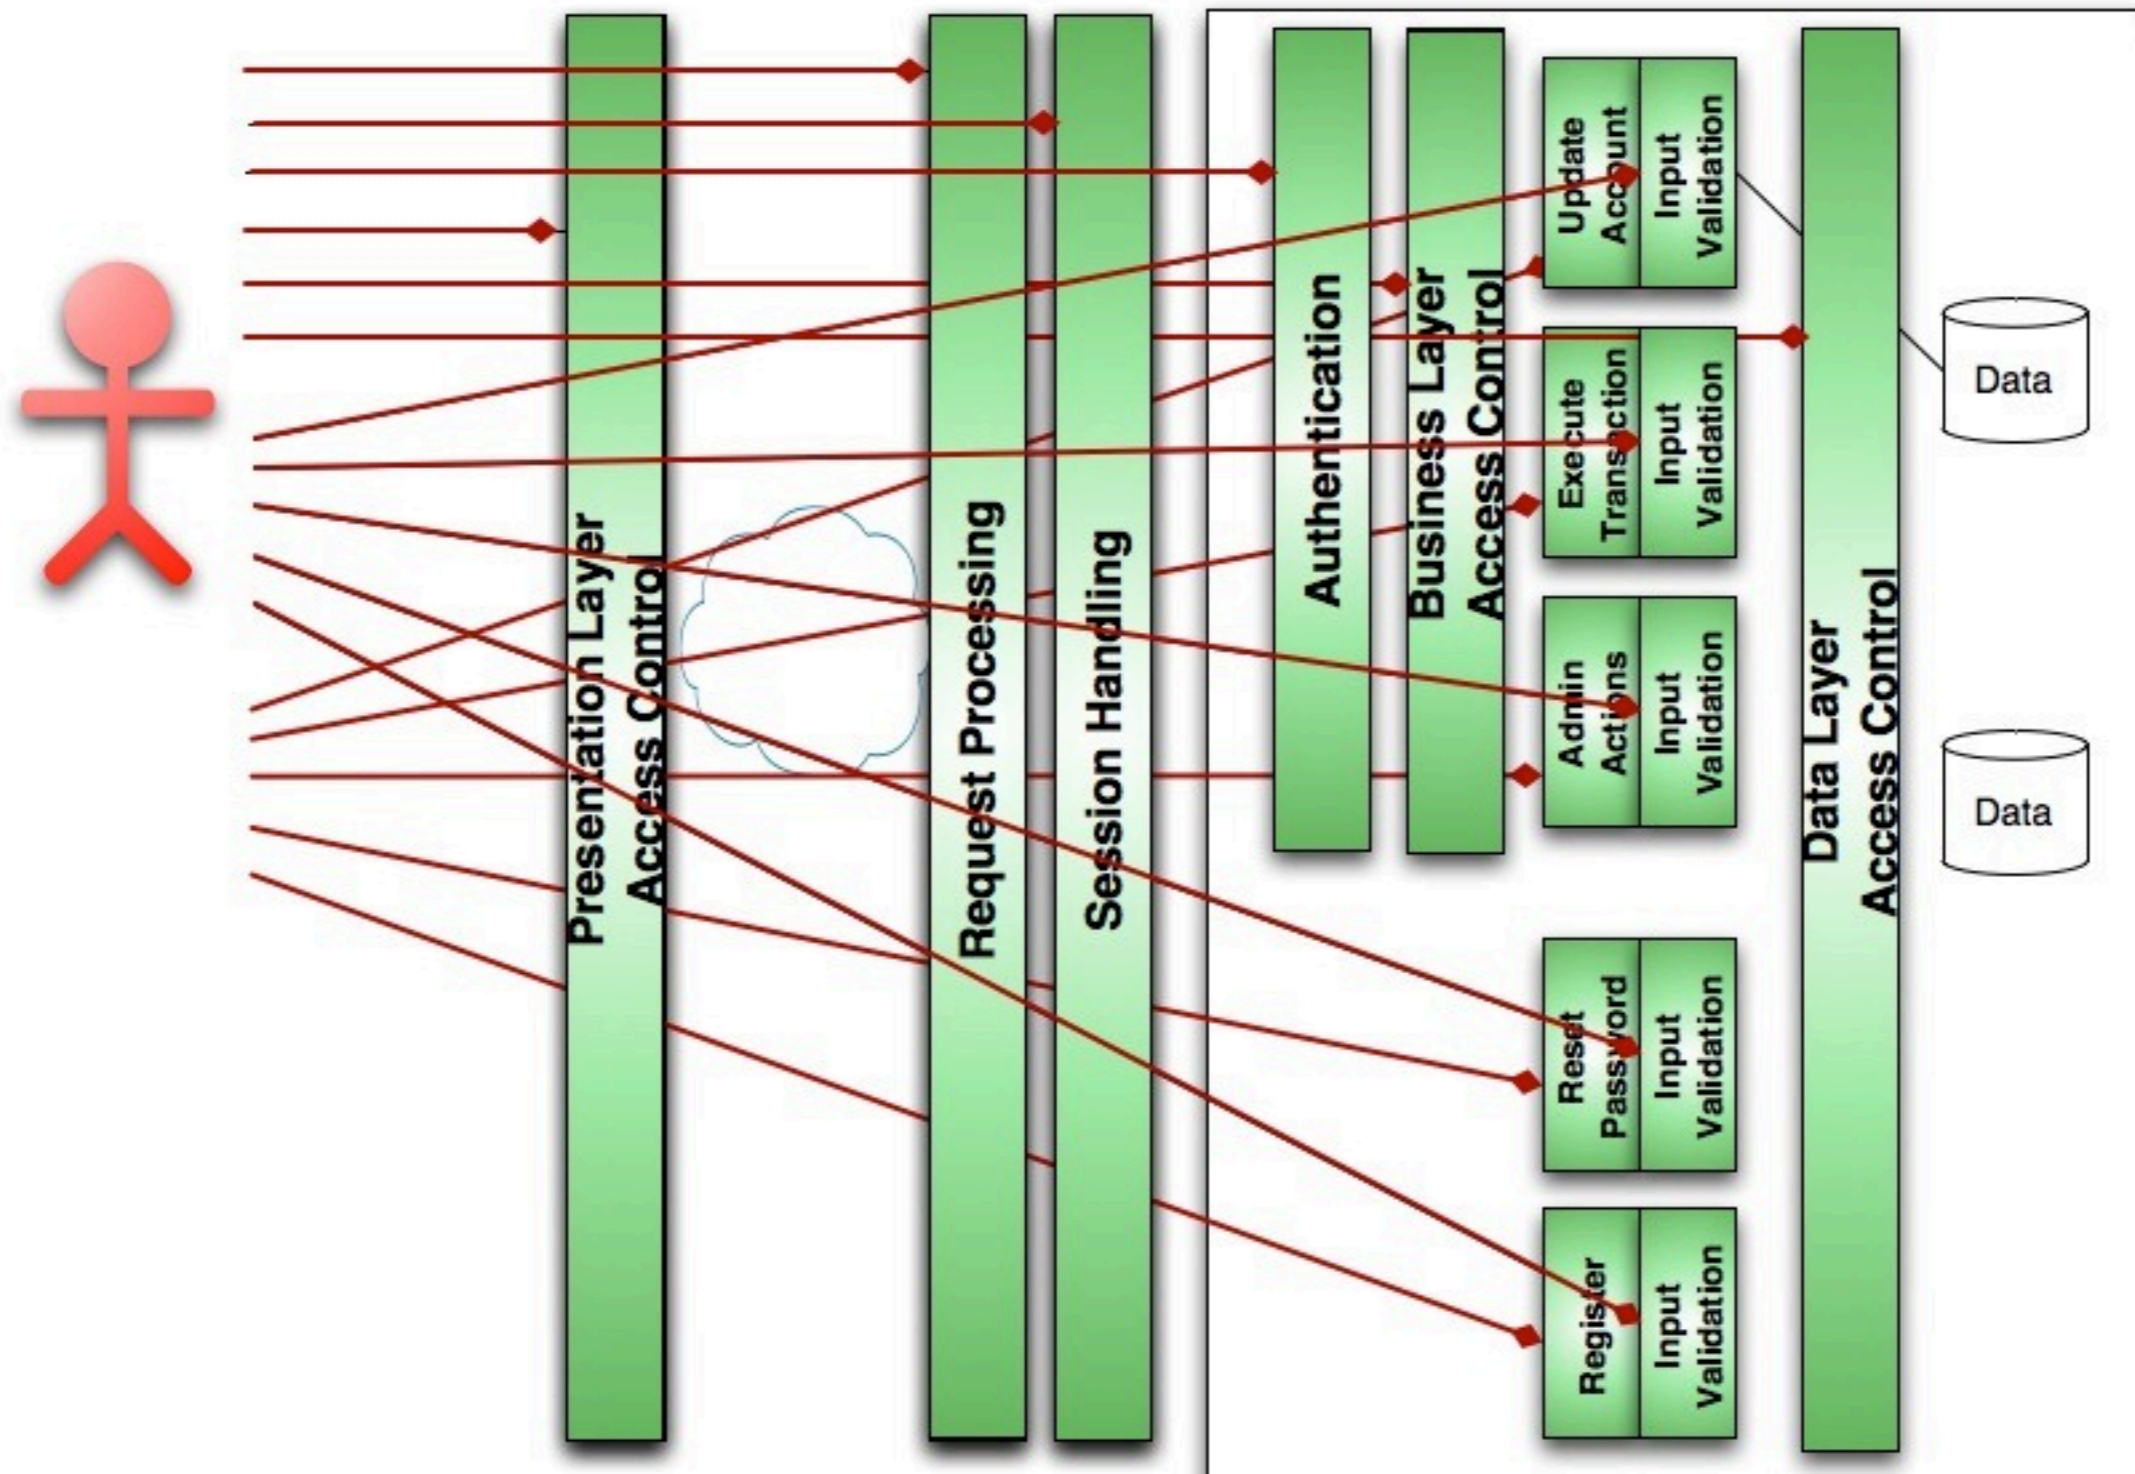 Presentation Layer
Access Control
Request Processing
Session Handling
Authentication
Business Layer
Access Control
Update
Account
Input
Validation
Execute
Transaction
Input
Validation
Admin
Actions
Input
Validation
Reset
Password
Input
Validation
Register
Input
Validation
Data Layer
Access Control
Data
Data